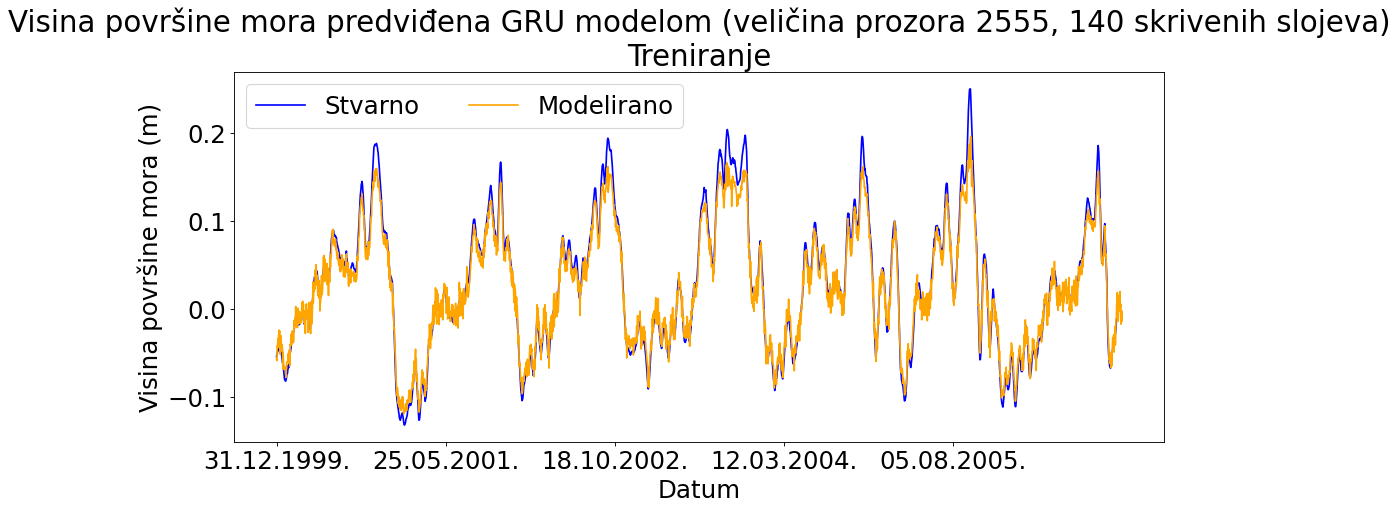 Visina površine mora predviđena GRU modelom (veličina prozora 2555, 140 skrivenih slojeva)
Treniranje
Stvarno Modelirano
Visina površine mora (m)
0.2
0.1
0.0
−0.1
31.12.1999. 25.05.2001. 18.10.2002. 12.03.2004. 05.08.2005.
Datum